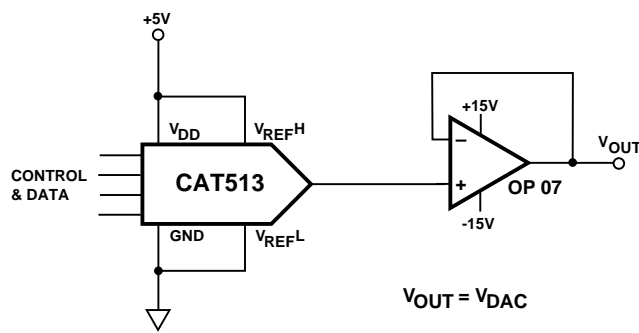 +5V
VDD
VREFH
CONTROL
& DATA
CAT513
GND
VREFL
+15V
−
+
-15V
OP 07
VOUT
VOUT = VDAC